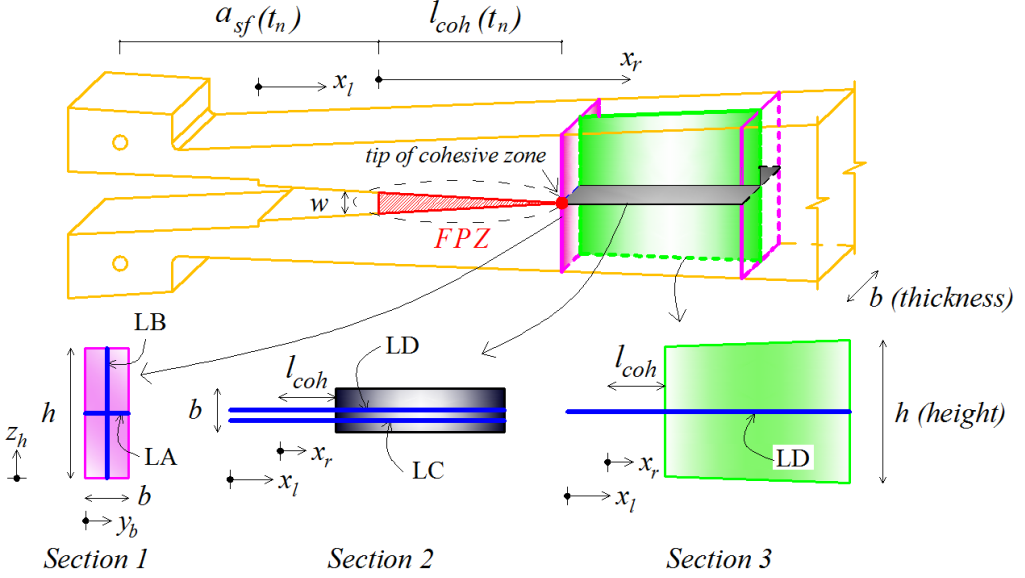 a_sf(t_n) l_coh(t_n)
x_l x_r
tip of cohesive zone
w
FPZ
b (thickness)
LB
h
z_h
LA
b
y_b
l_coh
LD
b
x_r
LC
x_l
l_coh
h (height)
LD
x_r
x_l
Section 1 Section 2 Section 3